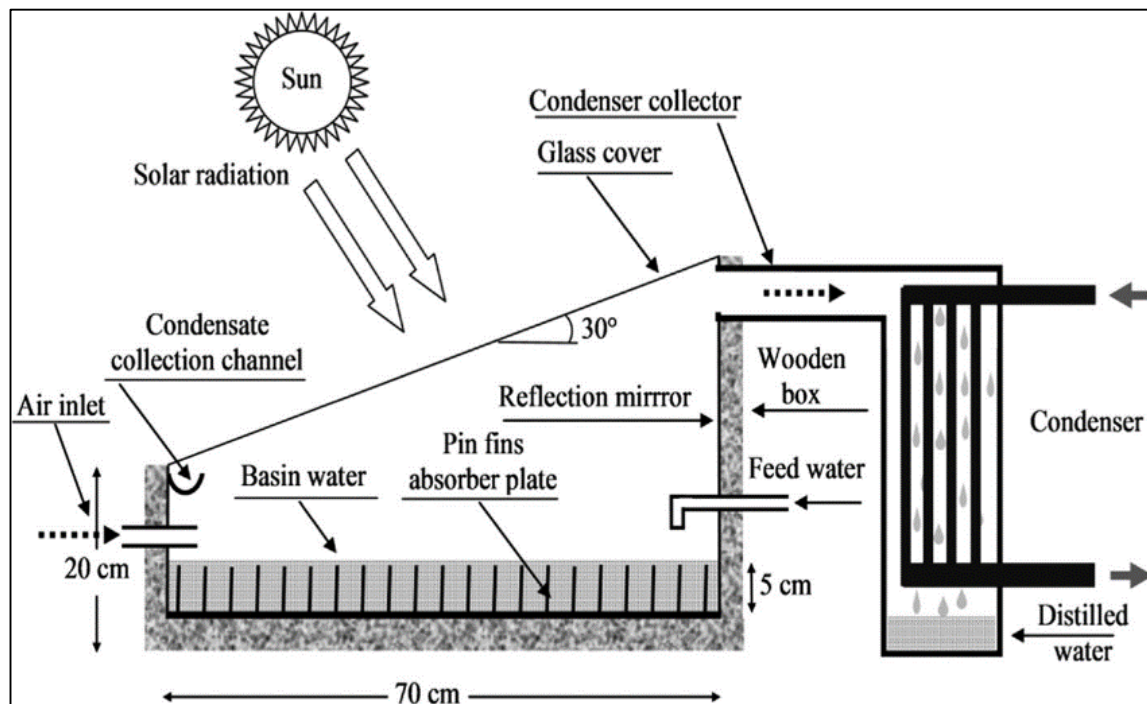 Sun
Solar radiation
Condenser collector
Glass cover
30°
Condensate
collection channel
Air inlet
Basin water
Pin fins
absorber plate
Reflection mirrror
Wooden
box
Feed water
Condenser
20 cm
5 cm
Distilled
water
70 cm